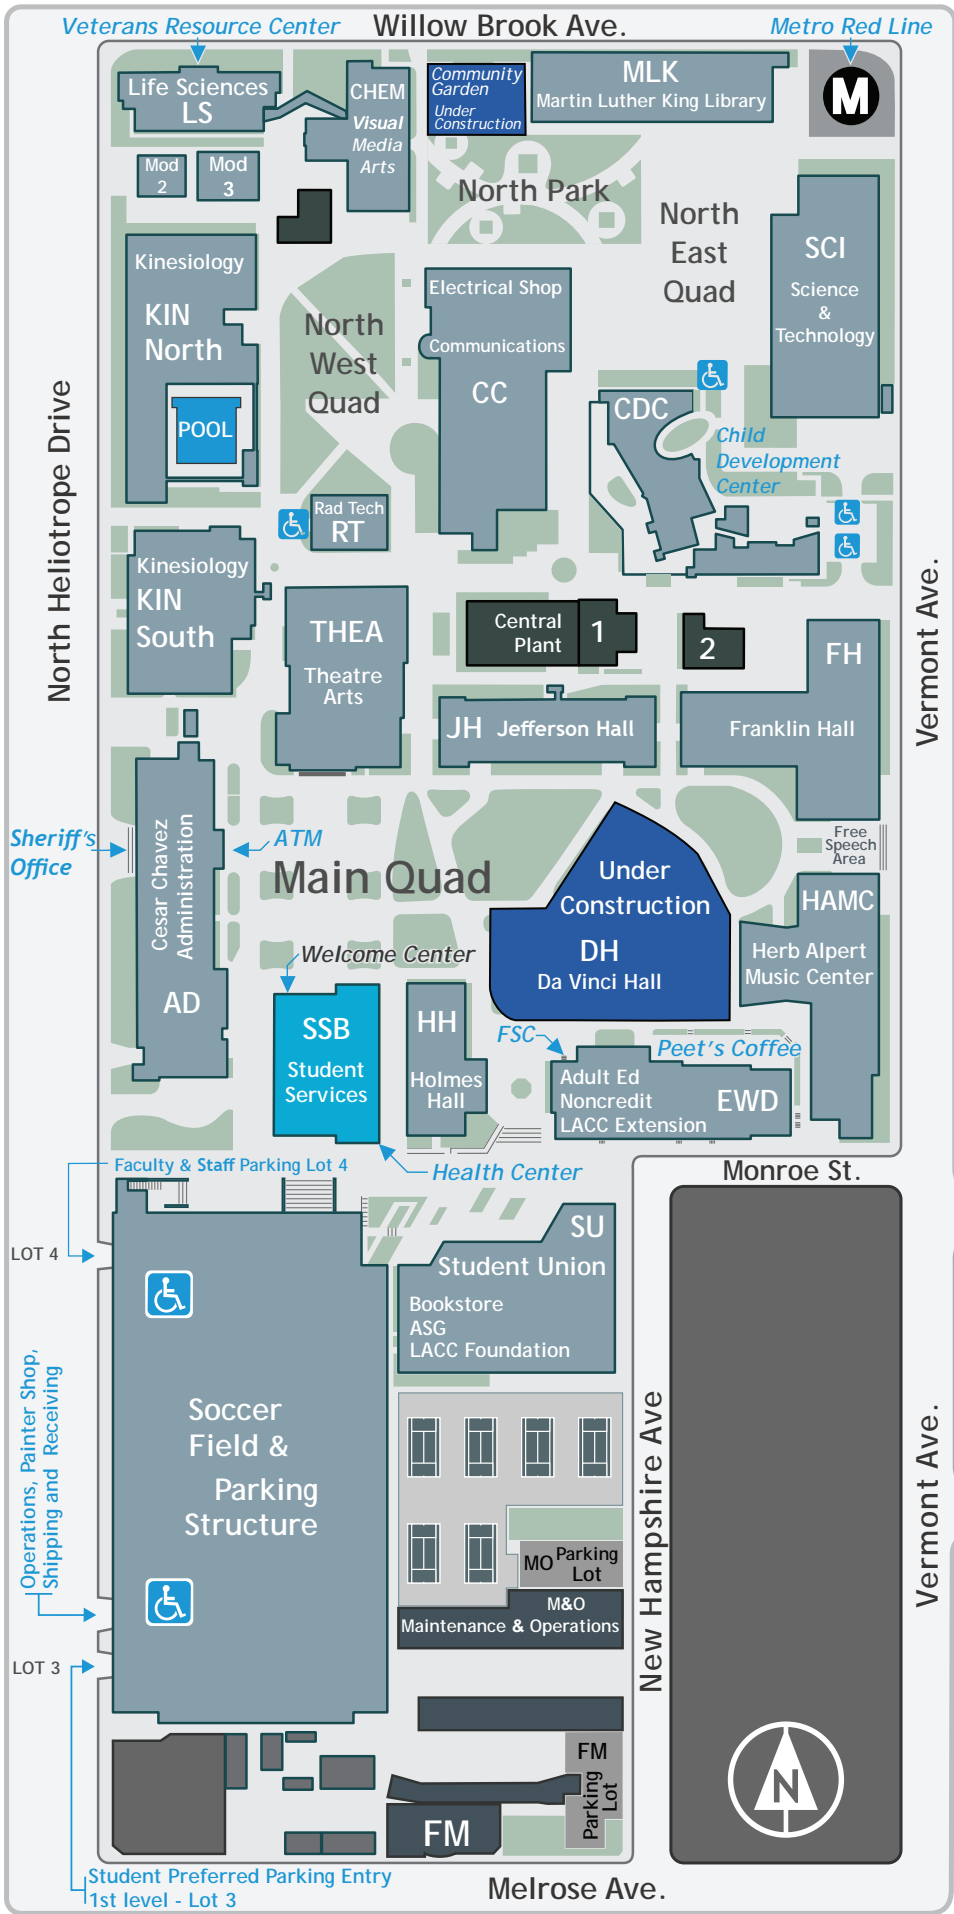 Veterans Resource Center
Willow Brook Ave.
Metro Red Line
Life Sciences
LS
CHEM
Visual
Media
Arts
Community
Garden
Under
Construction
MLK
Martin Luther King Library
M
Mod
2
Mod
3
North Park
North
East
Quad
SCI
Science
&
Technology
Kinesiology
KIN
North
POOL
North
West
Quad
Electrical Shop
Communications
CC
CDC
Child
Development
Center
North Heliotrope Drive
Rad Tech
RT
Kinesiology
KIN
South
THEA
Theatre
Arts
Central
Plant
1
2
FH
Franklin Hall
Vermont Ave.
JH Jefferson Hall
Sheriff's
Office
Cesar Chavez
Administration
AD
ATM
Main Quad
Under
Construction
DH
Da Vinci Hall
Free
Speech
Area
HAMC
Herb Alpert
Music Center
Welcome Center
SSB
Student
Services
HH
Holmes
Hall
FSC
Peet's Coffee
Adult Ed
Noncredit
LACC Extension
EWD
Faculty & Staff Parking Lot 4
Health Center
Monroe St.
LOT 4
SU
Student Union
Bookstore
ASG
LACC Foundation
Operations, Painter Shop,
Shipping and Receiving
Soccer
Field &
Parking
Structure
New Hampshire Ave
Vermont Ave.
MO Parking
Lot
M&O
Maintenance & Operations
LOT 3
FM
Parking
Lot
FM
N
Student Preferred Parking Entry
1st level - Lot 3
Melrose Ave.